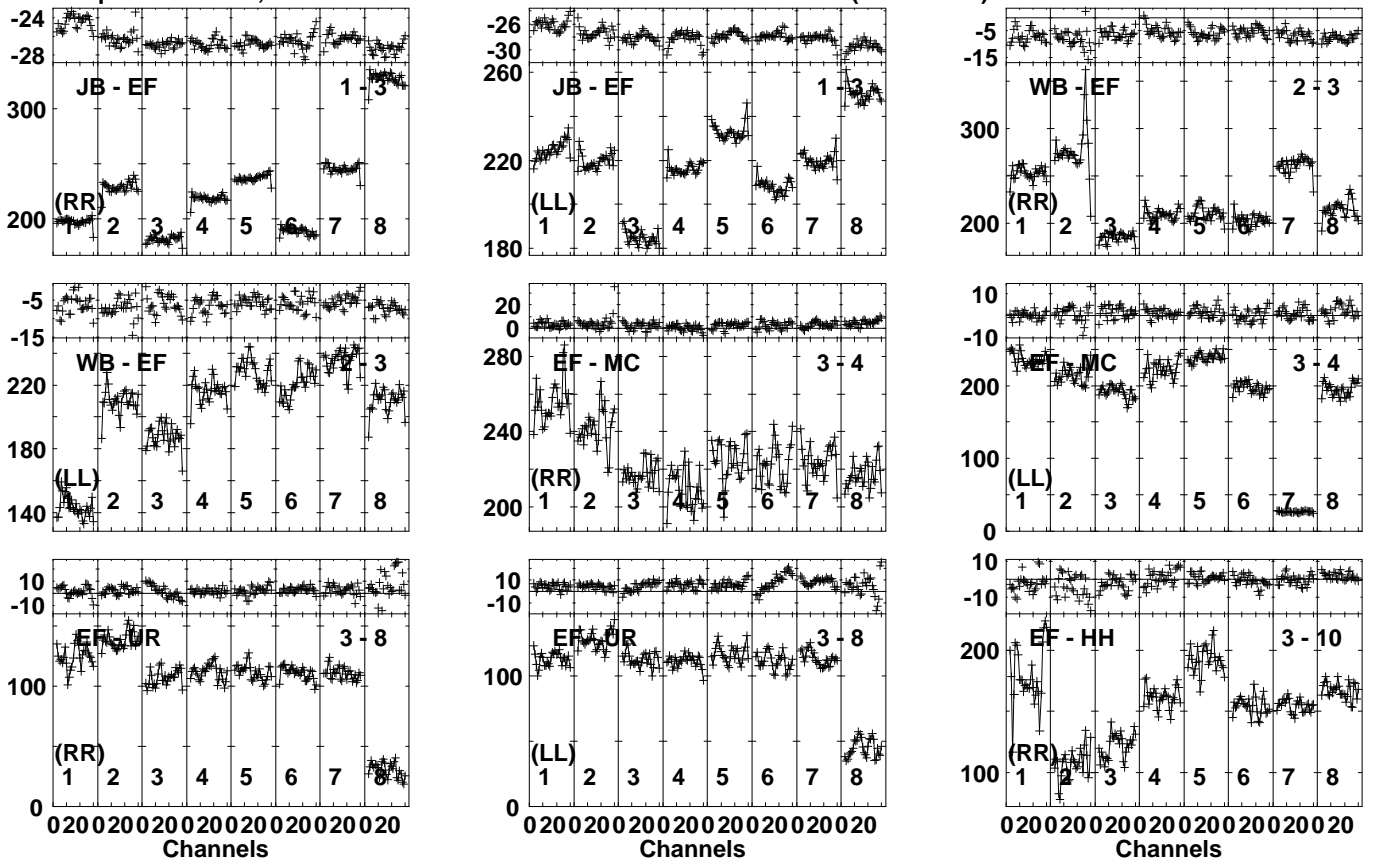 -24
-28
JB - EF 1 - 3
300
200
(RR)
1 2 3 4 5 6 7 8
-26
-30
260
JB - EF 1 - 3
220
180
(LL)
1 2 3 4 5 6 7 8
-5
-15
WB - EF 2 - 3
300
200
(RR)
1 2 3 4 5 6 7 8
-5
-15
WB - EF 2 - 3
220
180
140
(LL)
1 2 3 4 5 6 7 8
20
0
280
EF - MC 3 - 4
240
200
(RR)
1 2 3 4 5 6 7 8
10
-10
EF - MC 3 - 4
200
100
0
(LL)
1 2 3 4 5 6 7 8
10
-10
EF - UR 3 - 8
100
0
(RR)
1 2 3 4 5 6 7 8
0 20 0 20 0 20 0 20 0 20 0 20 0 20 0 20
Channels
10
-10
EF - UR 3 - 8
100
0
(LL)
1 2 3 4 5 6 7 8
0 20 0 20 0 20 0 20 0 20 0 20 0 20 0 20
Channels
10
-10
200
EF - HH 3 - 10
100
(RR)
1 2 3 4 5 6 7 8
0 20 0 20 0 20 0 20 0 20 0 20 0 20 0 20
Channels